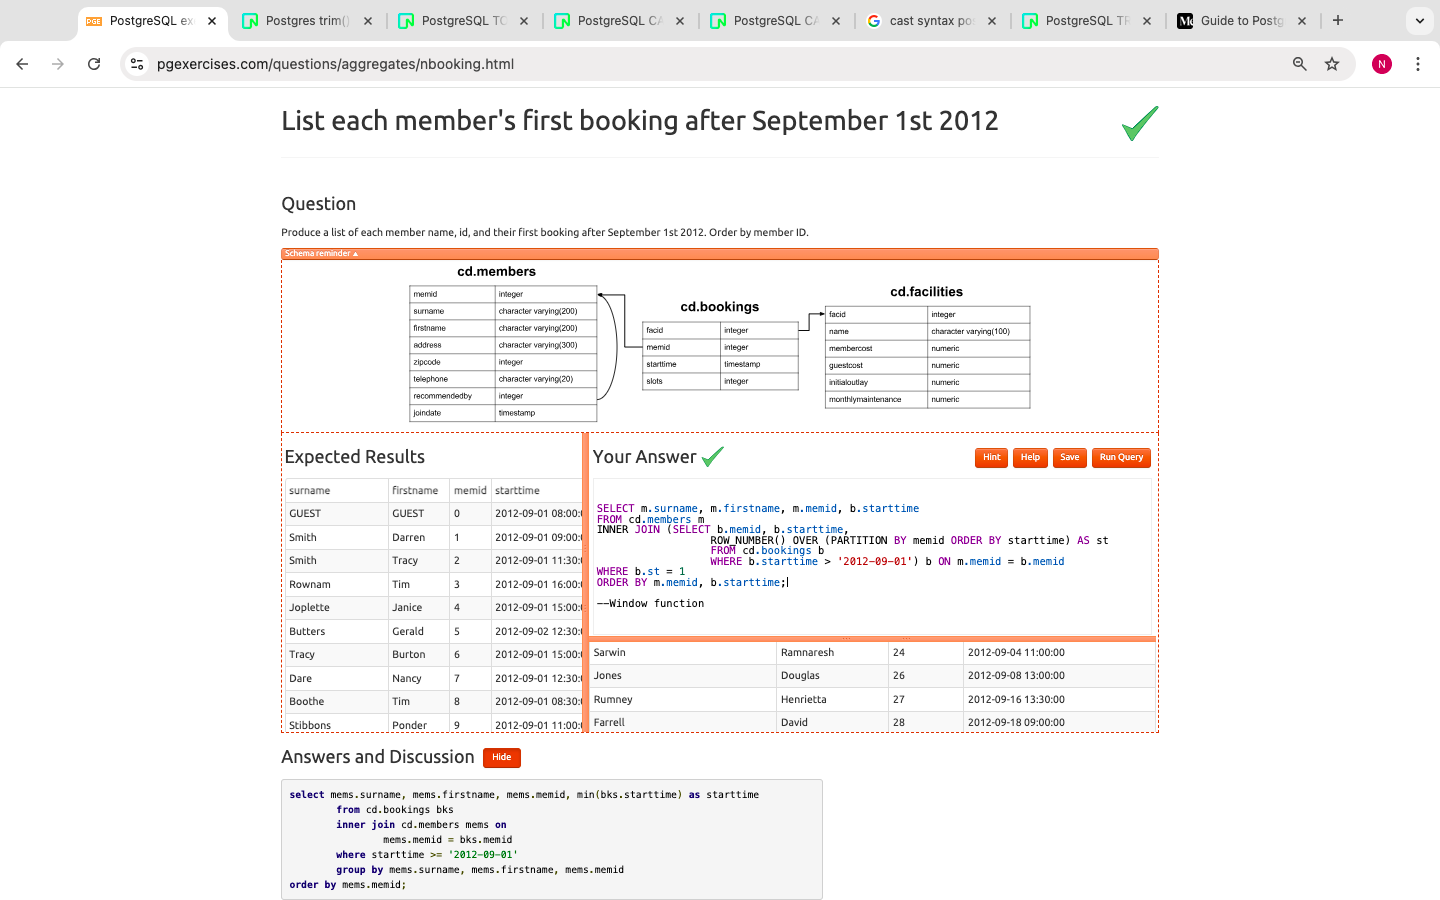 PostgreSQL ex
Postgres trim()
PostgreSQL TO
PostgreSQL CA
PostgreSQL CA
cast syntax po
PostgreSQL TR
Guide to Postg
pgexercises.com/questions/aggregates/nbooking.html
N
List each member's first booking after September 1st 2012
Question
Produce a list of each member name, id, and their first booking after September 1st 2012. Order by member ID.
Schema reminder
cd.members
memid integer
surname character varying(200)
firstname character varying(200)
address character varying(300)
zipcode integer
telephone character varying(20)
recommendedby integer
joindate timestamp
cd.bookings
facid integer
memid integer
starttime timestamp
slots integer
cd.facilities
facid integer
name character varying(100)
membercost numeric
guestcost numeric
initialoutlay numeric
monthlymaintenance numeric
Expected Results
surname firstname memid starttime
GUEST GUEST 0 2012-09-01 08:00:
Smith Darren 1 2012-09-01 09:00:
Smith Tracy 2 2012-09-01 11:30:
Rownam Tim 3 2012-09-01 16:00:
Joplette Janice 4 2012-09-01 15:00:
Butters Gerald 5 2012-09-02 12:30:
Tracy Burton 6 2012-09-01 15:00:
Dare Nancy 7 2012-09-01 12:30:
Boothe Tim 8 2012-09-01 08:30:
Stibbons Ponder 9 2012-09-01 11:00:
Your Answer
Hint Help Save Run Query
SELECT m.surname, m.firstname, m.memid, b.starttime
FROM cd.members m
INNER JOIN (SELECT b.memid, b.starttime,
ROW_NUMBER() OVER (PARTITION BY memid ORDER BY starttime) AS st
FROM cd.bookings b
WHERE b.starttime > '2012-09-01') b ON m.memid = b.memid
WHERE b.st = 1
ORDER BY m.memid, b.starttime;
--Window function
Sarwin Ramnaresh 24 2012-09-04 11:00:00
Jones Douglas 26 2012-09-08 13:00:00
Rumney Henrietta 27 2012-09-16 13:30:00
Farrell David 28 2012-09-18 09:00:00
Answers and Discussion Hide
select mems.surname, mems.firstname, mems.memid, min(bks.starttime) as starttime
from cd.bookings bks
inner join cd.members mems on
mems.memid = bks.memid
where starttime >= '2012-09-01'
group by mems.surname, mems.firstname, mems.memid
order by mems.memid;